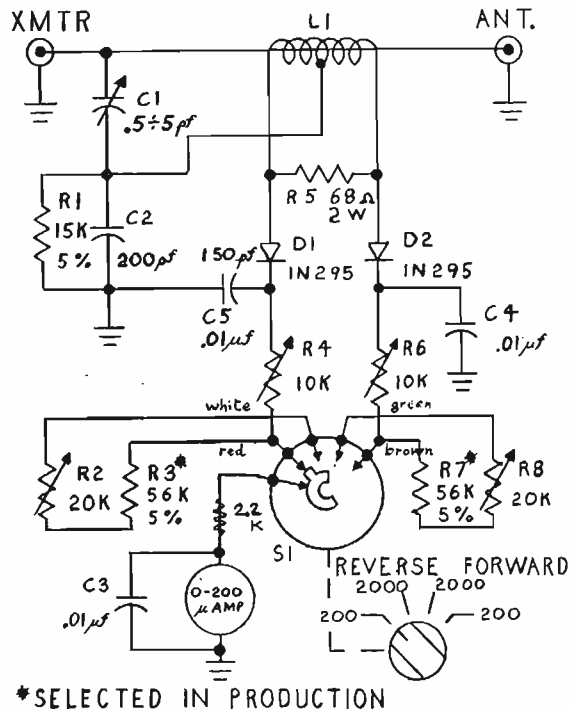 XMTR
L1
ANT.
C1
.5÷5pf
R1
15K
5%
C2
200pf
R5 68Ω
2W
D1
1N295
D2
1N295
150pf
C5
.01µf
C4
.01µf
R4
10K
R6
10K
white
green
red
brown
R2
20K
R3*
56K
5%
R7*
56K
5%
R8
20K
2.2
K
S1
C3
.01µf
0-200
µAMP
REVERSE FORWARD
2000 2000
200 200
*SELECTED IN PRODUCTION